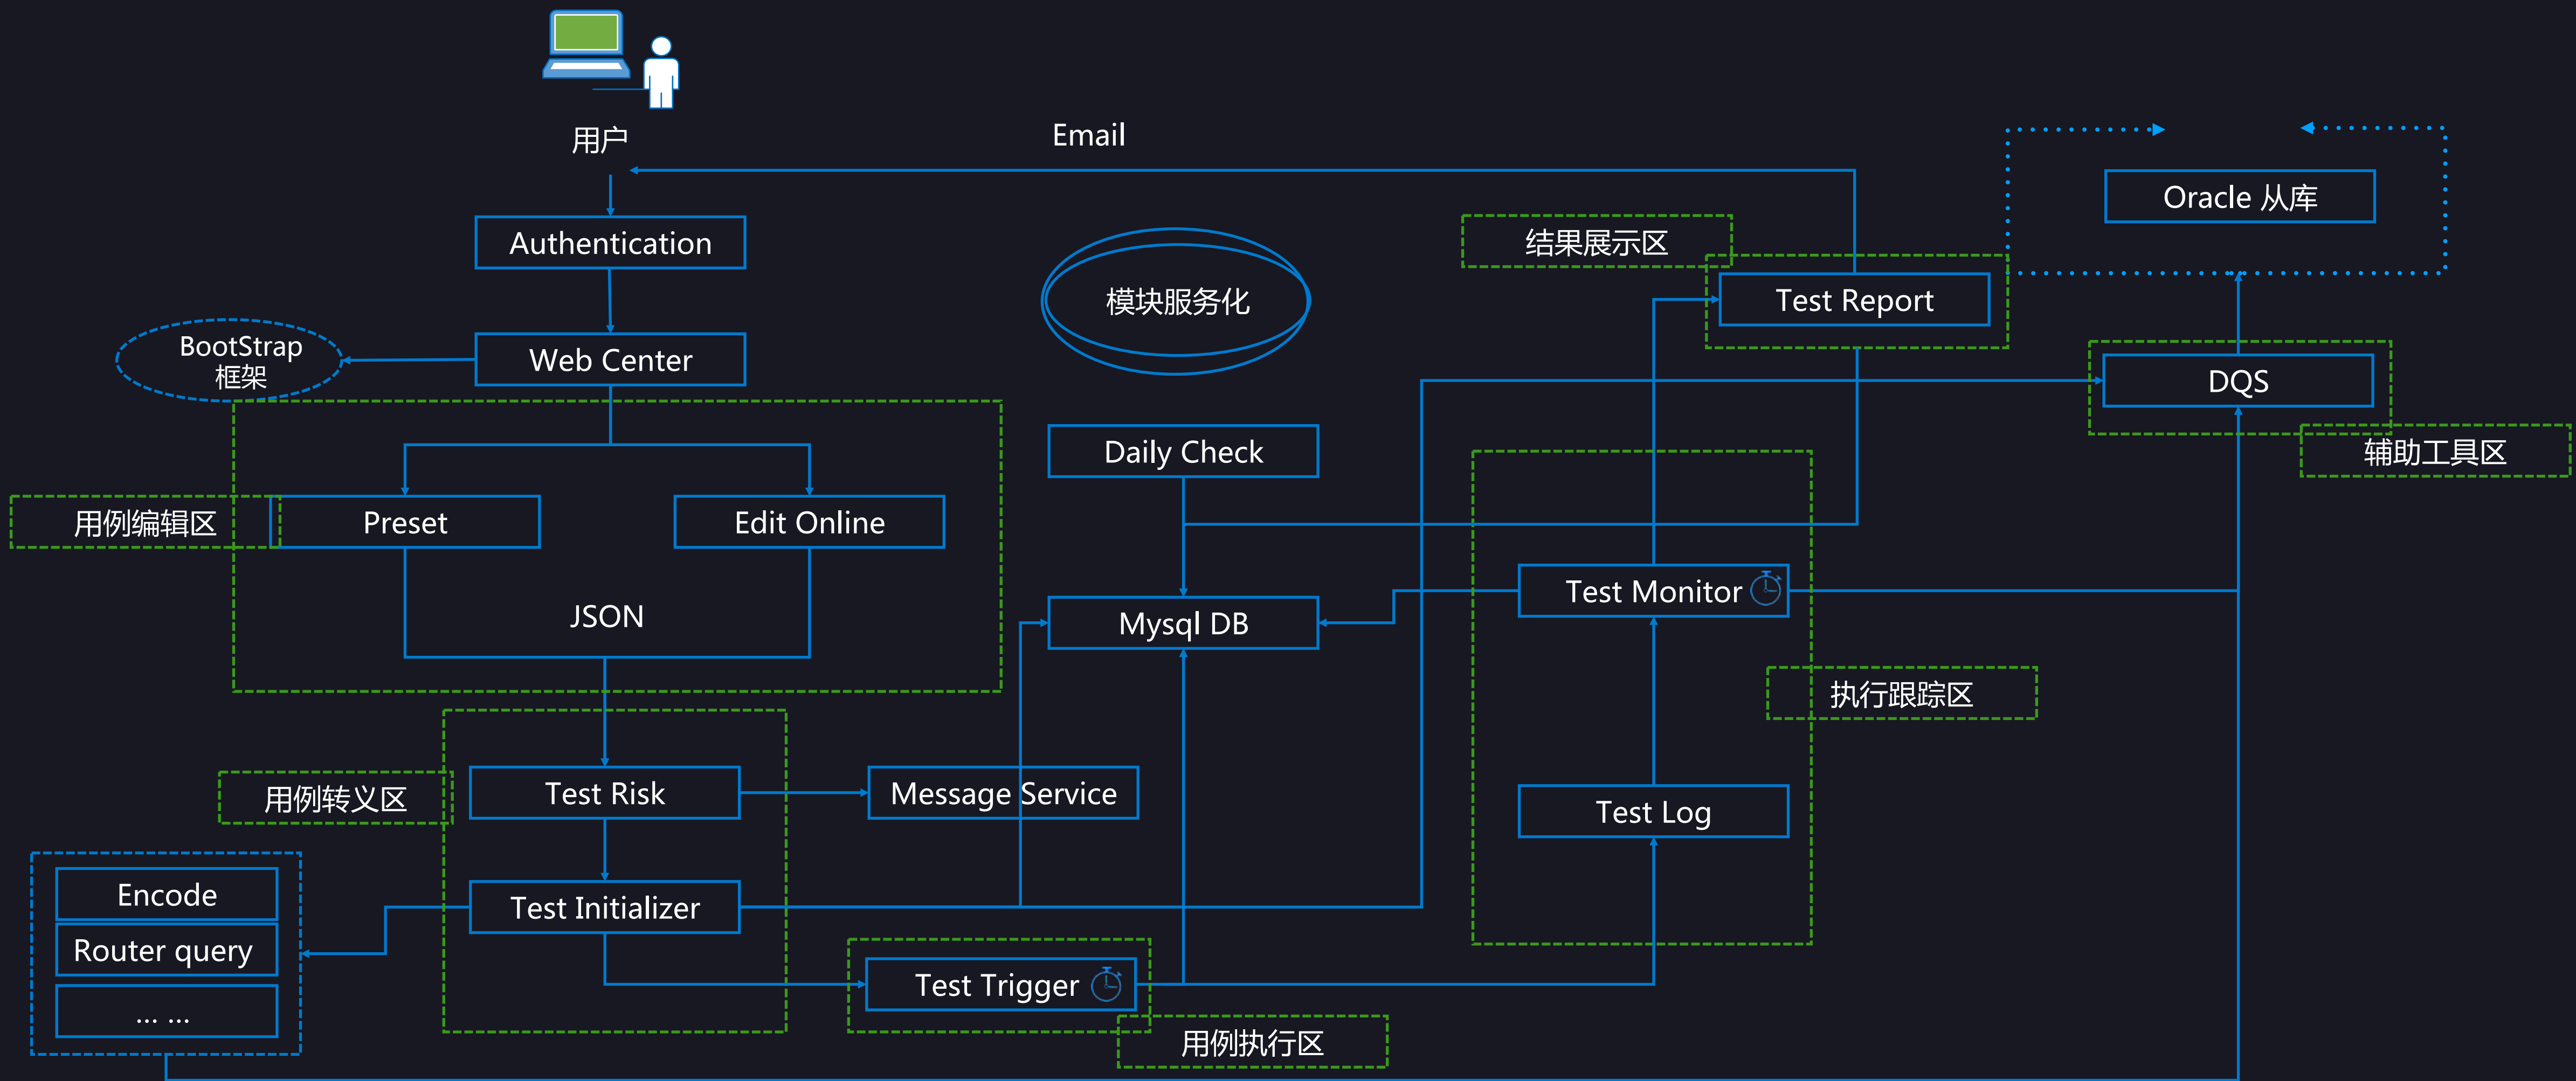 用户
Email
Oracle 从库
Authentication
结果展示区
模块服务化
Test Report
BootStrap
框架
Web Center
DQS
Daily Check
辅助工具区
用例编辑区
Preset
Edit Online
Test Monitor
JSON
Mysql DB
执行跟踪区
用例转义区
Test Risk
Message Service
Test Log
Encode
Test Initializer
Router query
Test Trigger
... ...
用例执行区